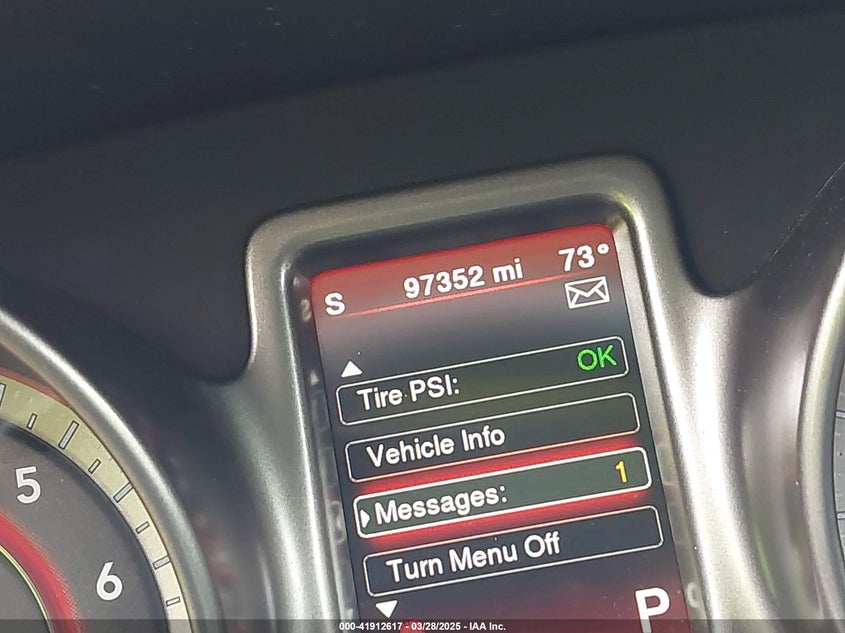 S 97352 mi 73°
Tire PSI: OK
Vehicle Info
Messages: 1
Turn Menu Off
P
5
6
000-41912617 - 03/28/2025 - IAA Inc.